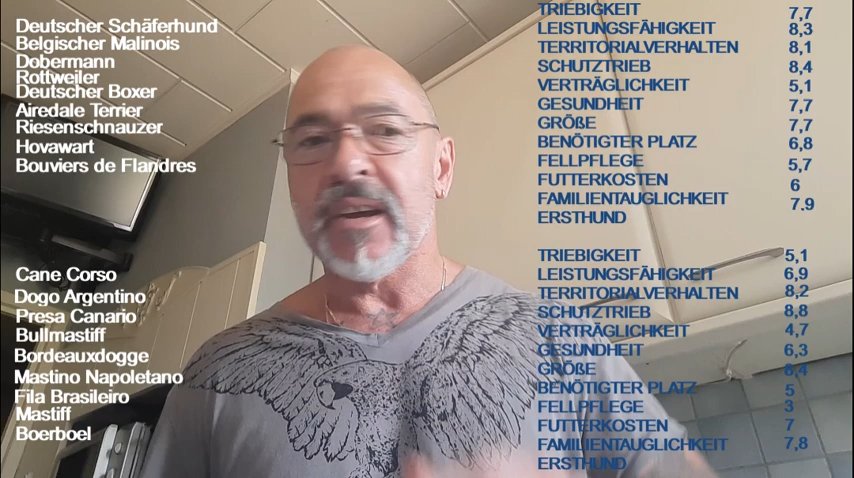 Deutscher Schäferhund
Belgischer Malinois
Dobermann
Rottweiler
Deutscher Boxer
Airedale Terrier
Riesenschnauzer
Hovawart
Bouviers de Flandres
TRIEBIGKEIT 7,7
LEISTUNGSFÄHIGKEIT 8,3
TERRITORIALVERHALTEN 8,1
SCHUTZTRIEB 8,4
VERTRÄGLICHKEIT 5,1
GESUNDHEIT 7,7
GRÖßE 7,7
BENÖTIGTER PLATZ 6,8
FELLPFLEGE 5,7
FUTTERKOSTEN 6
FAMILIENTAUGLICHKEIT 7,9
ERSTHUND
Cane Corso
Dogo Argentino
Presa Canario
Bullmastiff
Bordeauxdogge
Mastino Napoletano
Fila Brasileiro
Mastiff
Boerboel
TRIEBIGKEIT 5,1
LEISTUNGSFÄHIGKEIT 6,9
TERRITORIALVERHALTEN 8,2
SCHUTZTRIEB 8,8
VERTRÄGLICHKEIT 4,7
GESUNDHEIT 6,3
GRÖßE 8,4
BENÖTIGTER PLATZ 5
FELLPFLEGE 3
FUTTERKOSTEN 7
FAMILIENTAUGLICHKEIT 7,8
ERSTHUND